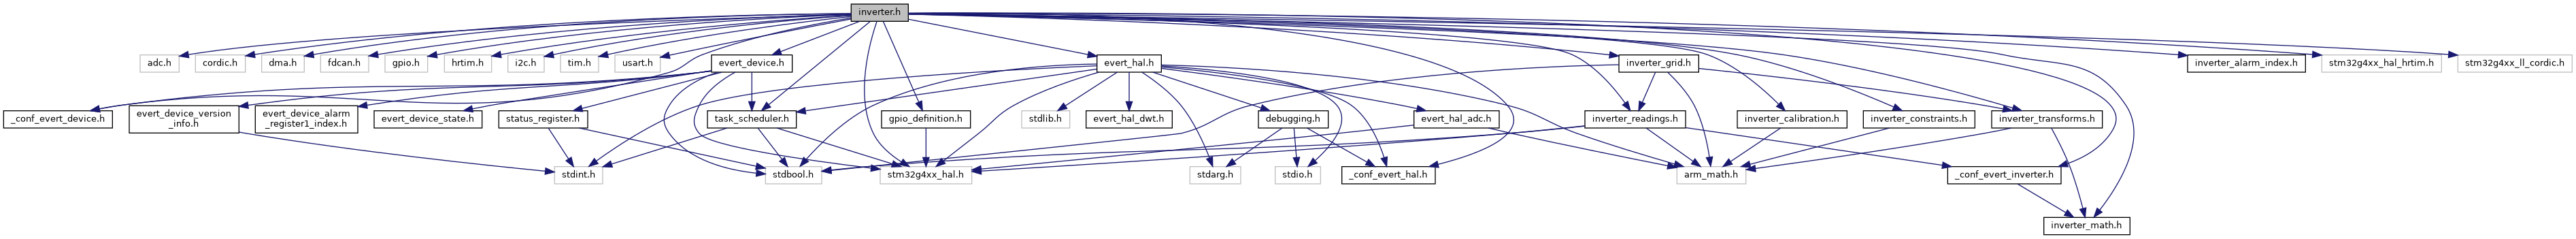 inverter.h
adc.h
cordic.h
dma.h
fdcan.h
gpio.h
hrtim.h
i2c.h
tim.h
usart.h
evert_device.h
evert_hal.h
inverter_grid.h
inverter_alarm_index.h
stm32g4xx_hal_hrtim.h
stm32g4xx_ll_cordic.h
_conf_evert_device.h
evert_device_version
_info.h
evert_device_alarm
_register1_index.h
evert_device_state.h
status_register.h
task_scheduler.h
gpio_definition.h
stdlib.h
evert_hal_dwt.h
debugging.h
evert_hal_adc.h
inverter_readings.h
inverter_calibration.h
inverter_constraints.h
inverter_transforms.h
stdint.h
stdbool.h
stm32g4xx_hal.h
stdarg.h
stdio.h
_conf_evert_hal.h
arm_math.h
_conf_evert_inverter.h
inverter_math.h